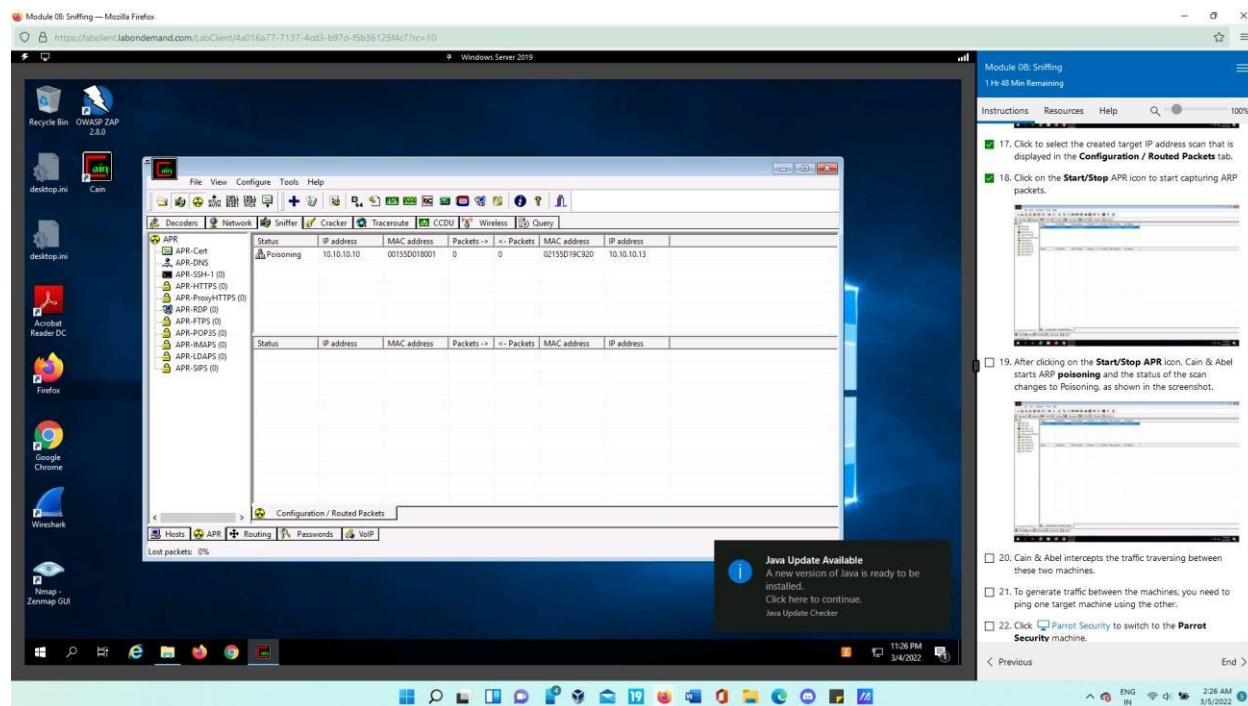 Module 08: Sniffing — Mozilla Firefox
https://labclient.labondemand.com/LabClient/4a016a77-7137-4cd3-b97d-f5b36125f4c7?rc=10
Windows Server 2019
Recycle Bin
OWASP ZAP 2.8.0
desktop.ini
Cain
desktop.ini
Acrobat Reader DC
Firefox
Google Chrome
Wireshark
Nmap - Zenmap GUI
File View Configure Tools Help
Decoders Network Sniffer Cracker Traceroute CCDU Wireless Query
APR
APR-Cert
APR-DNS
APR-SSH-1 (0)
APR-HTTPS (0)
APR-ProxyHTTPS (0)
APR-RDP (0)
APR-FTPS (0)
APR-POP3S (0)
APR-IMAPS (0)
APR-LDAPS (0)
APR-SIPS (0)
Status IP address MAC address Packets -> <- Packets MAC address IP address
Poisoning 10.10.10.10 00155D018001 0 0 02155D19C920 10.10.10.13
Status IP address MAC address Packets -> <- Packets MAC address IP address
Configuration / Routed Packets
Hosts APR Routing Passwords VoIP
Lost packets: 0%
Java Update Available
A new version of Java is ready to be
installed.
Click here to continue.
Java Update Checker
11:26 PM
3/4/2022
Module 08: Sniffing
1 Hr 48 Min Remaining
Instructions Resources Help 100%
17. Click to select the created target IP address scan that is
displayed in the Configuration / Routed Packets tab.
18. Click on the Start/Stop APR icon to start capturing ARP
packets.
19. After clicking on the Start/Stop APR icon, Cain & Abel
starts ARP poisoning and the status of the scan
changes to Poisoning, as shown in the screenshot.
20. Cain & Abel intercepts the traffic traversing between
these two machines.
21. To generate traffic between the machines, you need to
ping one target machine using the other.
22. Click Parrot Security to switch to the Parrot
Security machine.
< Previous End >
ENG
IN
2:26 AM
3/5/2022